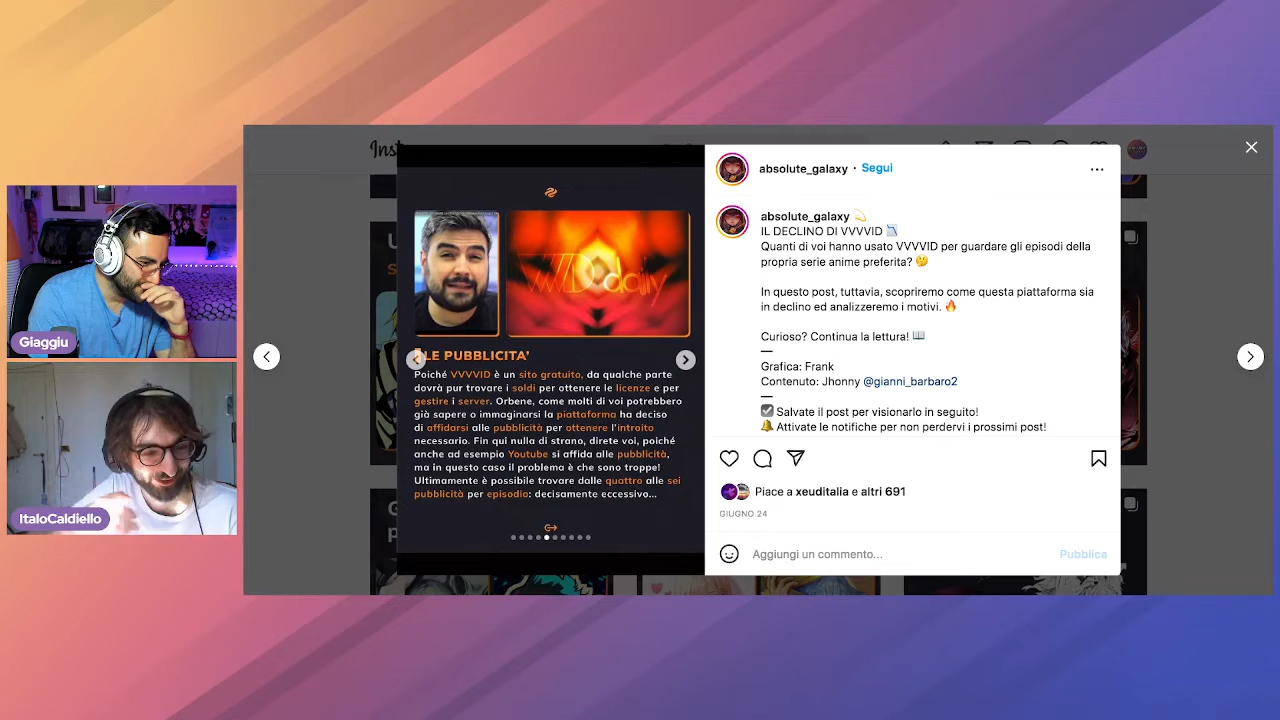 Inst
absolute_galaxy · Segui
absolute_galaxy 💫
IL DECLINO DI VVVVID 📉
Quanti di voi hanno usato VVVVID per guardare gli episodi della
propria serie anime preferita? 🤔
In questo post, tuttavia, scopriremo come questa piattaforma sia
in declino ed analizzeremo i motivi. 🔥
Curioso? Continua la lettura! 📖
—
Grafica: Frank
Contenuto: Jhonny @gianni_barbaro2
—
☑️ Salvate il post per visionarlo in seguito!
🔔 Attivate le notifiche per non perdervi i prossimi post!
Piace a xeuditalia e altri 691
GIUGNO 24
Aggiungi un commento...
Pubblica
daily
LE PUBBLICITA'
Poiché VVVVID è un sito gratuito, da qualche parte
dovrà pur trovare i soldi per ottenere le licenze e per
gestire i server. Orbene, come molti di voi potrebbero
già sapere o immaginarsi la piattaforma ha deciso
di affidarsi alle pubblicità per ottenere l'introito
necessario. Fin qui nulla di strano, direte voi, poiché
anche ad esempio Youtube si affida alle pubblicità,
ma in questo caso il problema è che sono troppe!
Ultimamente è possibile trovare dalle quattro alle sei
pubblicità per episodio: decisamente eccessivo...
Giaggiu
ItaloCaldiello